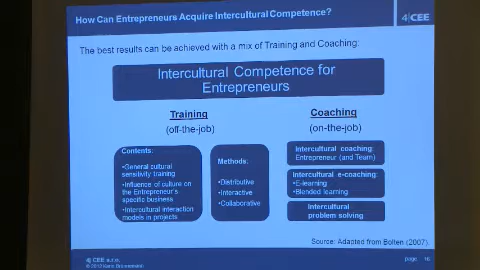 How Can Entrepreneurs Acquire Intercultural Competence?
4CEE
The best results can be achieved with a mix of Training and Coaching:
Intercultural Competence for
Entrepreneurs
Training
(off-the-job)
Contents:
•General cultural
sensitivity training
•Influence of culture on
the Entrepreneur's
specific business
•Intercultural interaction
models in projects
Methods:
•Distributive
•Interactive
•Collaborative
Coaching
(on-the-job)
Intercultural coaching:
Entrepreneur (and Team)
Intercultural e-coaching:
•E-learning
•Blended learning
Intercultural
problem solving
Source: Adapted from Bolten (2007).
4 CEE
page